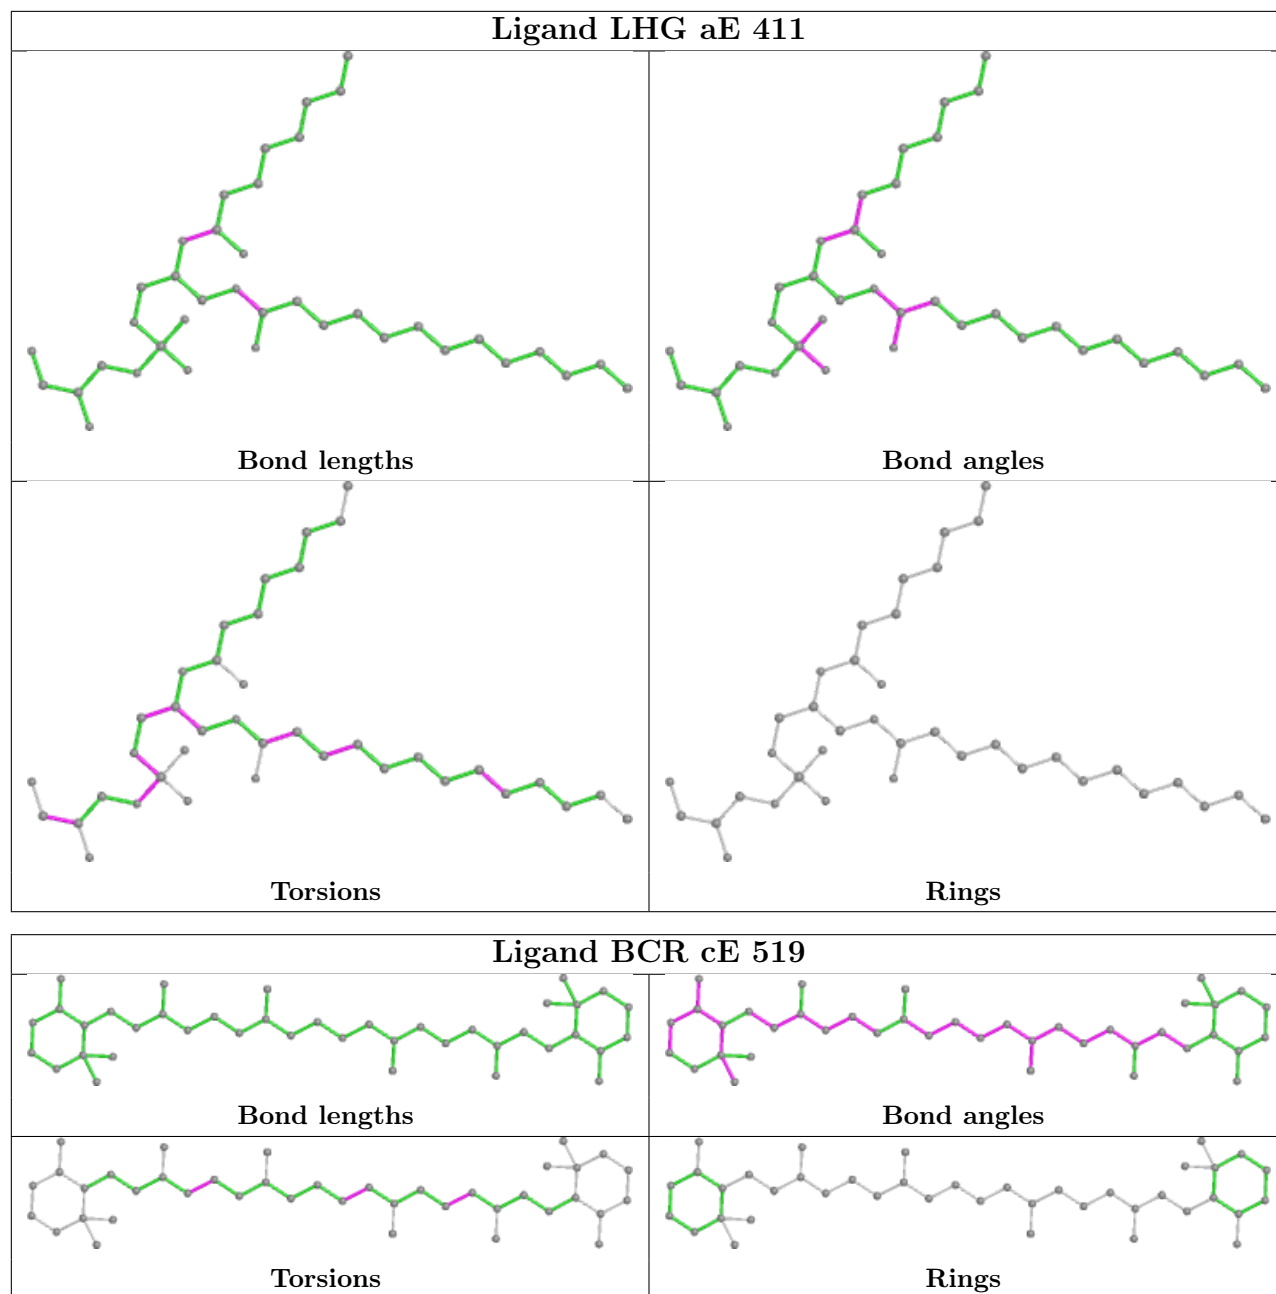 Ligand LHG aE 411
Bond lengths
Bond angles
Torsions
Rings
Ligand BCR cE 519
Bond lengths
Bond angles
Torsions
Rings